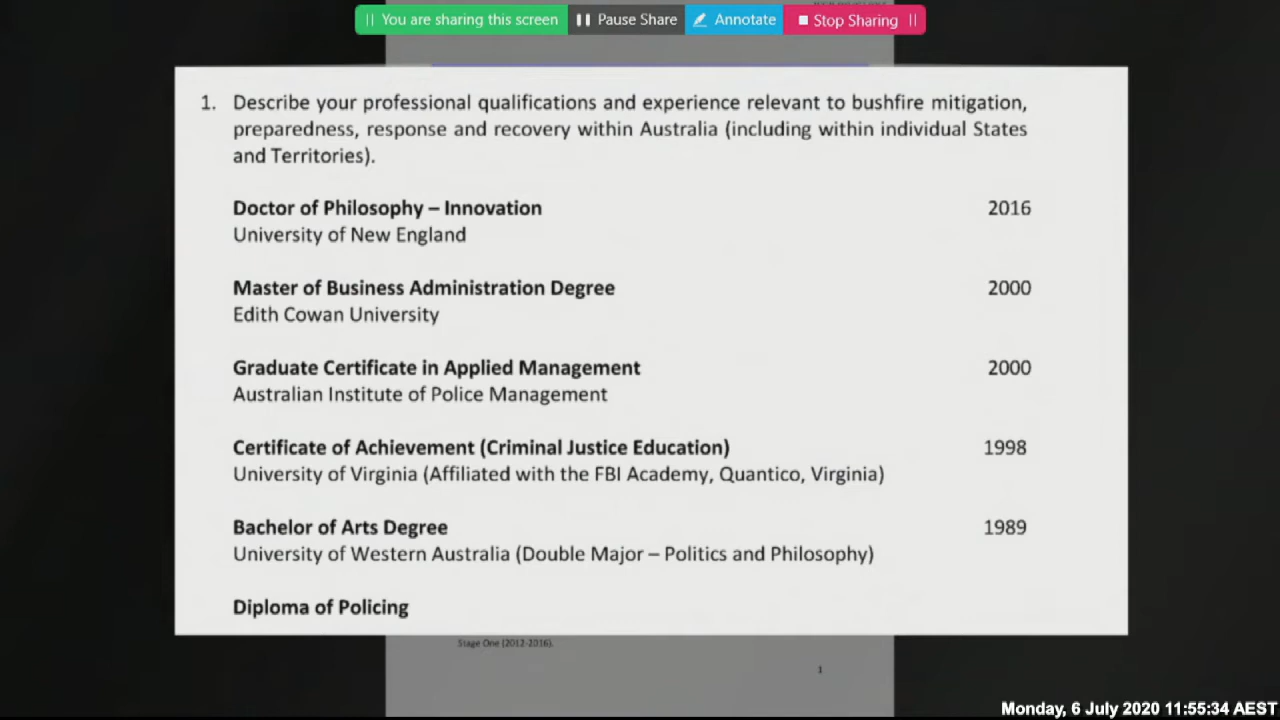 You are sharing this screen
Pause Share
Annotate
Stop Sharing
1. Describe your professional qualifications and experience relevant to bushfire mitigation,
preparedness, response and recovery within Australia (including within individual States
and Territories).
Doctor of Philosophy – Innovation 2016
University of New England
Master of Business Administration Degree 2000
Edith Cowan University
Graduate Certificate in Applied Management 2000
Australian Institute of Police Management
Certificate of Achievement (Criminal Justice Education) 1998
University of Virginia (Affiliated with the FBI Academy, Quantico, Virginia)
Bachelor of Arts Degree 1989
University of Western Australia (Double Major – Politics and Philosophy)
Diploma of Policing
Stage One (2012-2016).
1
Monday, 6 July 2020 11:55:34 AEST